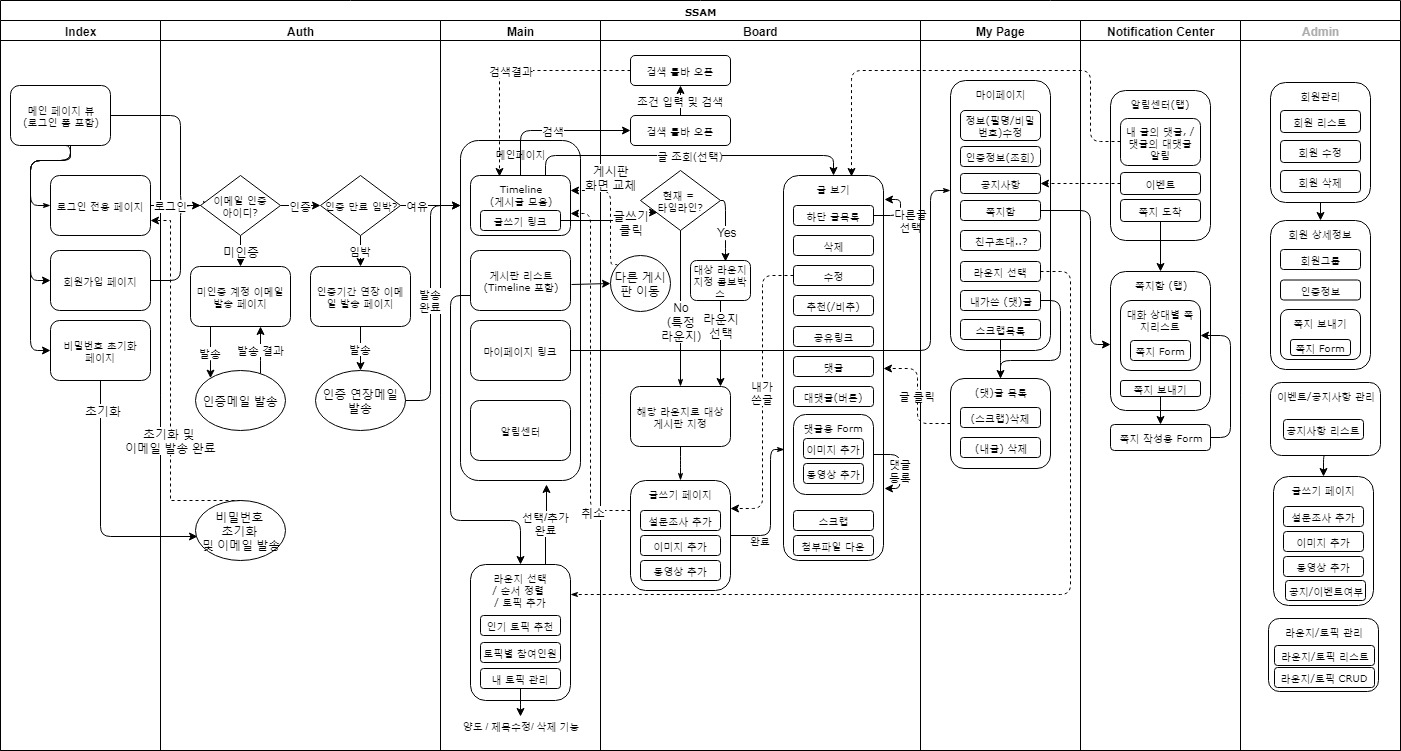 SSAM
Index
Auth
Main
Board
My Page
Notification Center
Admin
메인 페이지 뷰
(로그인 폼 포함)
로그인 전용 페이지
회원가입 페이지
비밀번호 초기화
페이지
초기화
로그인
이메일 인증
아이디?
인증
인증 만료 임박?
여유
미인증
임박
미인증 계정 이메일
발송 페이지
인증기간 연장 이메
일 발송 페이지
발송
발송 결과
발송
발송
완료
인증메일 발송
인증 연장메일
발송
초기화 및
이메일 발송 완료
비밀번호
초기화
및 이메일 발송
검색결과
검색
메인페이지
Timeline
(게시글 모음)
글쓰기 링크
게시판 리스트
(Timeline 포함)
마이페이지 링크
알림센터
선택/추가
완료
취소
라운지 선택
/ 순서 정렬
/ 토픽 추가
인기 토픽 추천
토픽별 참여인원
내 토픽 관리
양도 / 제목수정/ 삭제 기능
검색 툴바 오픈
조건 입력 및 검색
검색 툴바 오픈
글 조회(선택)
게시판
화면 교체
글쓰기
클릭
현재 =
타임라인?
Yes
다른 게시
판 이동
대상 라운지
지정 콤보박
스
No
(특정
라운지)
라운지
선택
해당 라운지로 대상
게시판 지정
글쓰기 페이지
설문조사 추가
이미지 추가
동영상 추가
완료
내가
쓴글
글 보기
하단 글목록
삭제
수정
추천(/비추)
공유링크
댓글
대댓글(버튼)
댓글용 Form
이미지 추가
동영상 추가
스크랩
첨부파일 다운
다른글
선택
글 클릭
댓글
등록
마이페이지
정보(필명/비밀
번호)수정
인증정보(조회)
공지사항
쪽지함
친구초대..?
라운지 선택
내가쓴 (댓)글
스크랩목록
(댓)글 목록
(스크랩)삭제
(내글) 삭제
알림센터(탭)
내 글의 댓글, /
댓글의 대댓글
알림
이벤트
쪽지 도착
쪽지함 (탭)
대화 상대별 쪽
지리스트
쪽지 Form
쪽지 보내기
쪽지 작성용 Form
회원관리
회원 리스트
회원 수정
회원 삭제
회원 상세정보
회원그룹
인증정보
쪽지 보내기
쪽지 Form
이벤트/공지사항 관리
공지사항 리스트
글쓰기 페이지
설문조사 추가
이미지 추가
동영상 추가
공지/이벤트여부
라운지/토픽 관리
라운지/토픽 리스트
라운지/토픽 CRUD